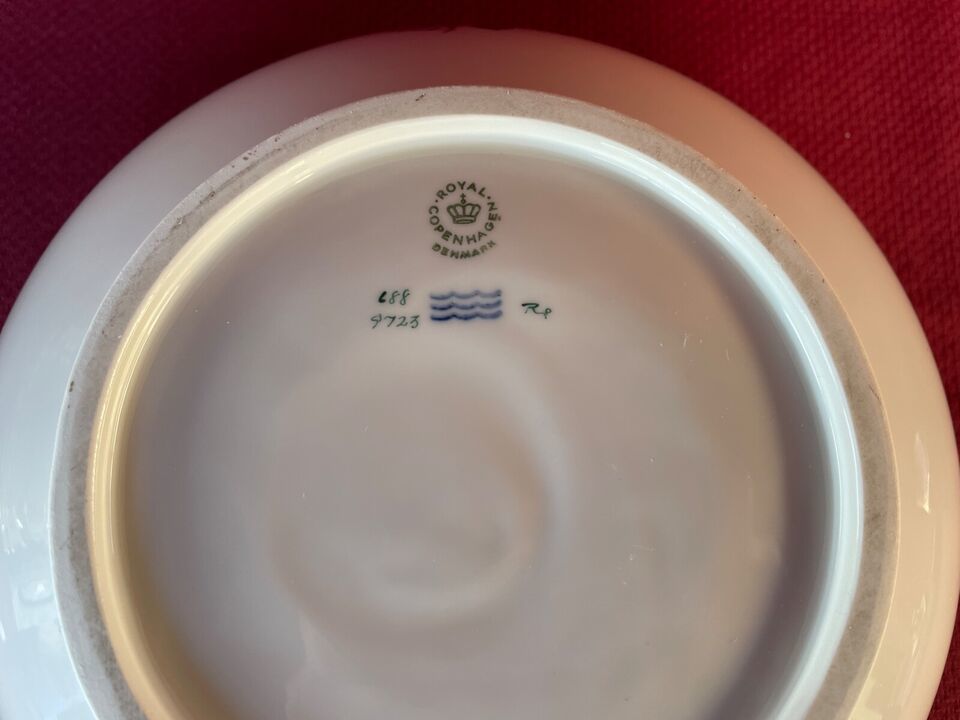 ROYAL
COPENHAGEN
DENMARK
688
9723